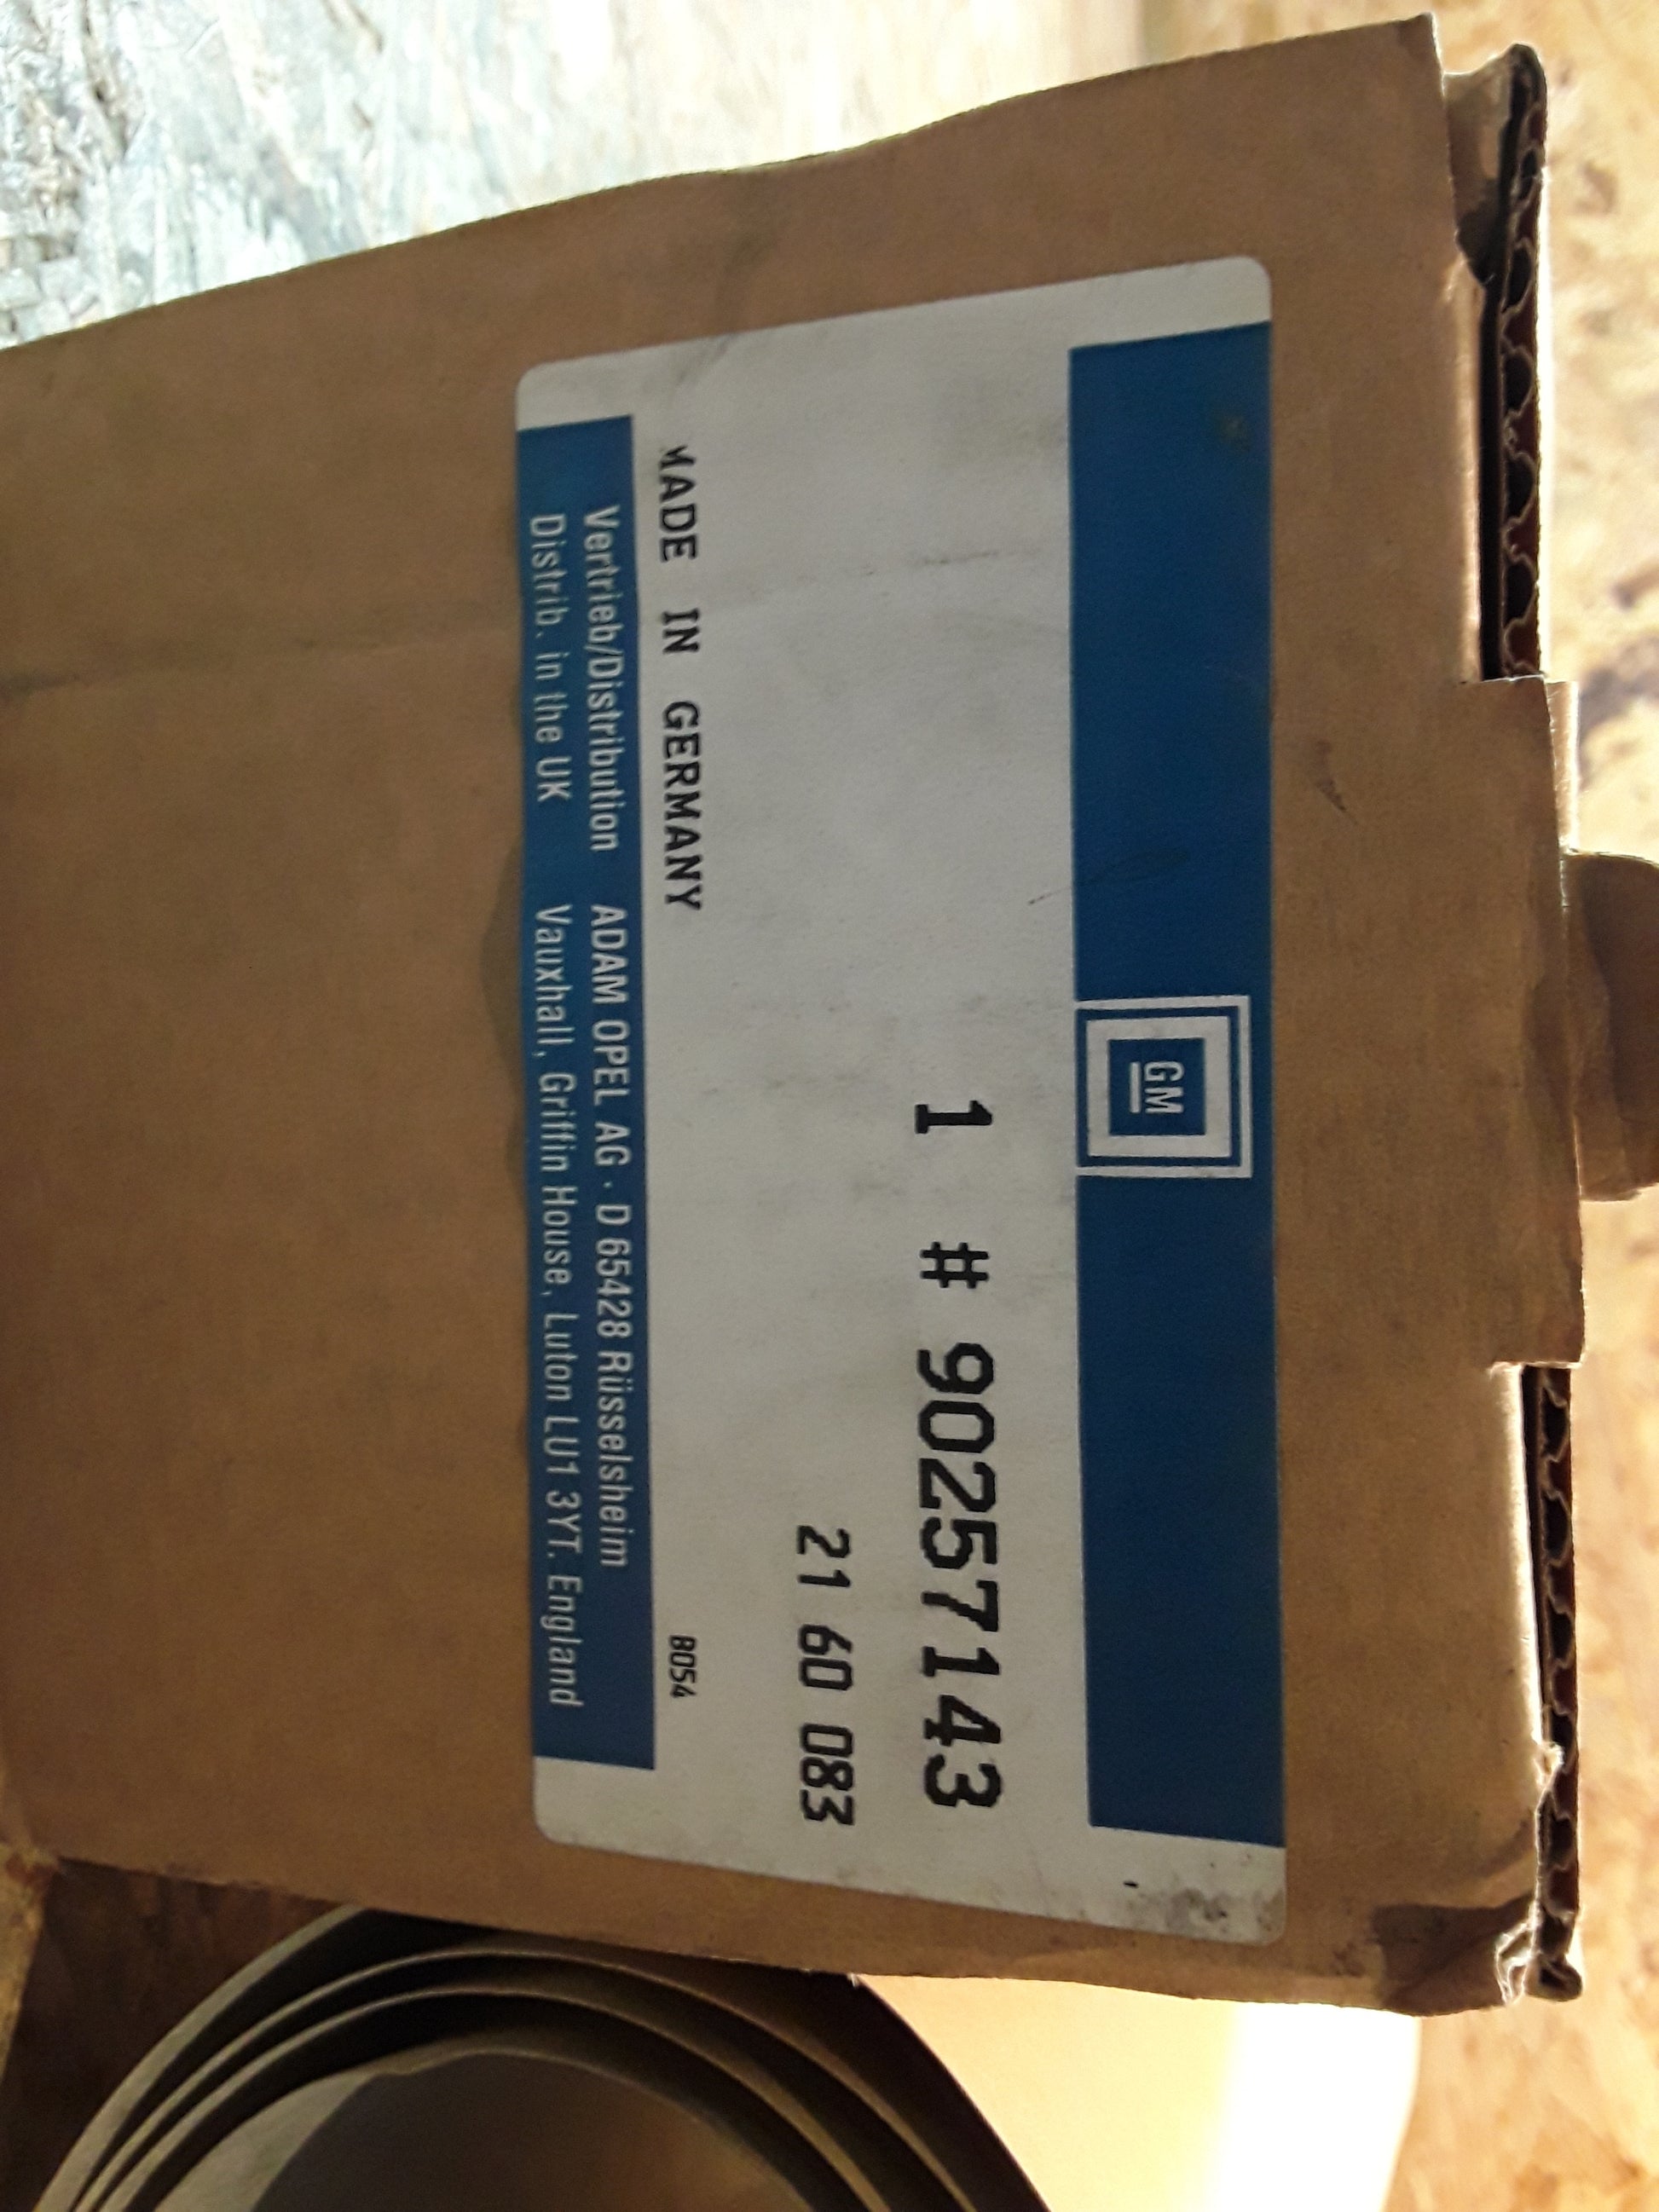 GM
1 # 90257143
21 60 083
MADE IN GERMANY
8054
Vertrieb/Distribution ADAM OPEL AG · D 65428 Rüsselsheim
Distrib. in the UK Vauxhall, Griffin House, Luton LU1 3YT. England